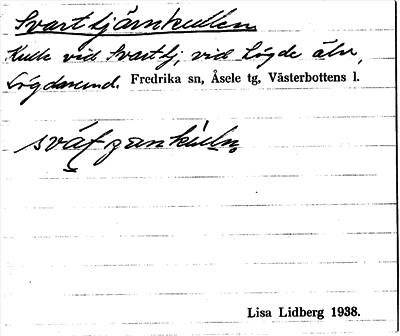 Svarttjärnkullen
Kulle vid Svarttj, vid Lögde älv,
Lögdasund. Fredrika sn, Åsele tg, Västerbottens l.
Lisa Lidberg 1938.